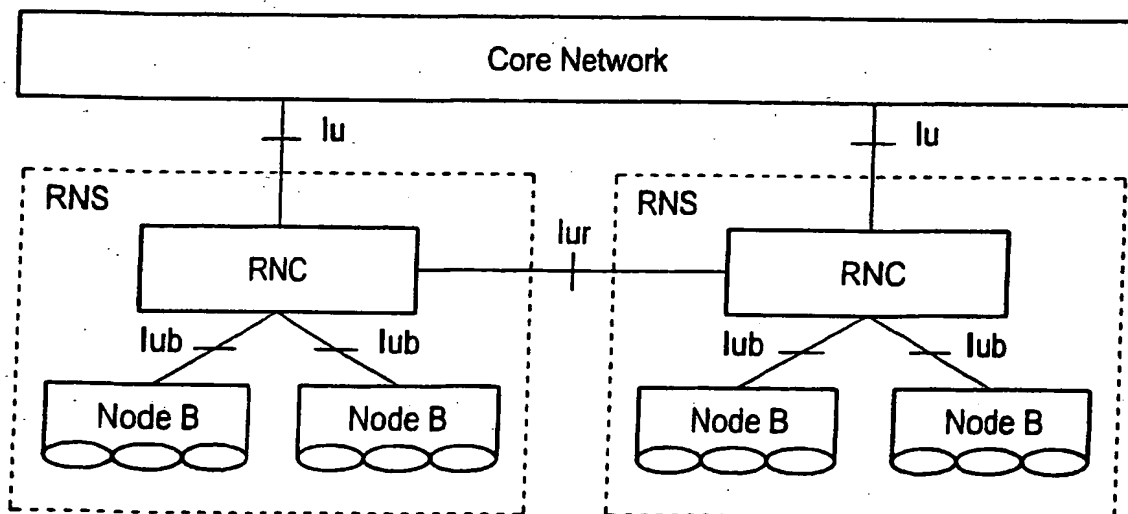 Core Network
Iu
Iu
RNS
RNS
RNC
Iur
RNC
Iub
Iub
Iub
Iub
Node B
Node B
Node B
Node B